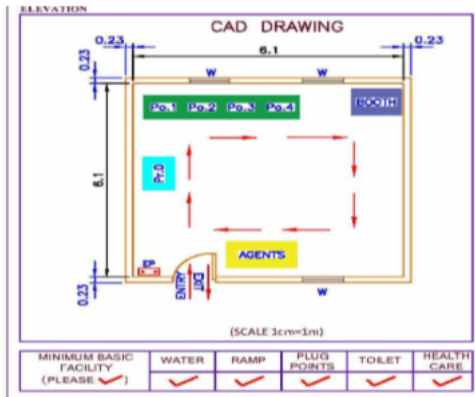 ELEVATION
CAD DRAWING
0.23
6.1
0.23
0.23
W
W
Po.1 Po.2 Po.3 Po.4
BOOTH
6.1
Pr.O
AGENTS
EP
0.23
ENTRY
EXIT
W
(SCALE 1cm=1m)
MINIMUM BASIC FACILITY (PLEASE ✓)
WATER
RAMP
PLUG POINTS
TOILET
HEALTH CARE
✓ ✓ ✓ ✓ ✓